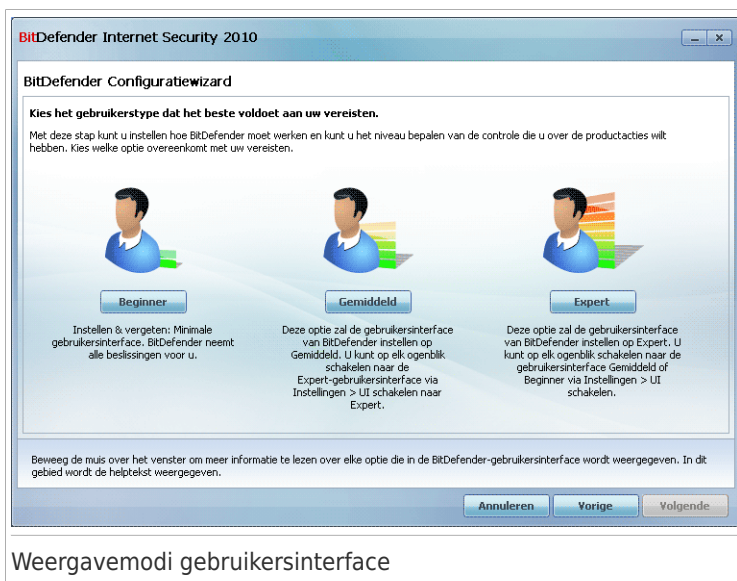 BitDefender Internet Security 2010
BitDefender Configuratiewizard
Kies het gebruikerstype dat het beste voldoet aan uw vereisten.
Met deze stap kunt u instellen hoe BitDefender moet werken en kunt u het niveau bepalen van de controle die u over de productacties wilt
hebben. Kies welke optie overeenkomt met uw vereisten.
Beginner
Instellen & vergeten: Minimale
gebruikersinterface. BitDefender neemt
alle beslissingen voor u.
Gemiddeld
Deze optie zal de gebruikersinterface
van BitDefender instellen op
Gemiddeld. U kunt op elk ogenblik
schakelen naar de
Expert-gebruikersinterface via
Instellingen > UI schakelen naar
Expert.
Expert
Deze optie zal de gebruikersinterface
van BitDefender instellen op Expert. U
kunt op elk ogenblik schakelen naar de
gebruikersinterface Gemiddeld of
Beginner via Instellingen > UI
schakelen.
Beweeg de muis over het venster om meer informatie te lezen over elke optie die in de BitDefender-gebruikersinterface wordt weergegeven. In dit
gebied wordt de helptekst weergegeven.
Annuleren
Vorige
Volgende
Weergavemodi gebruikersinterface